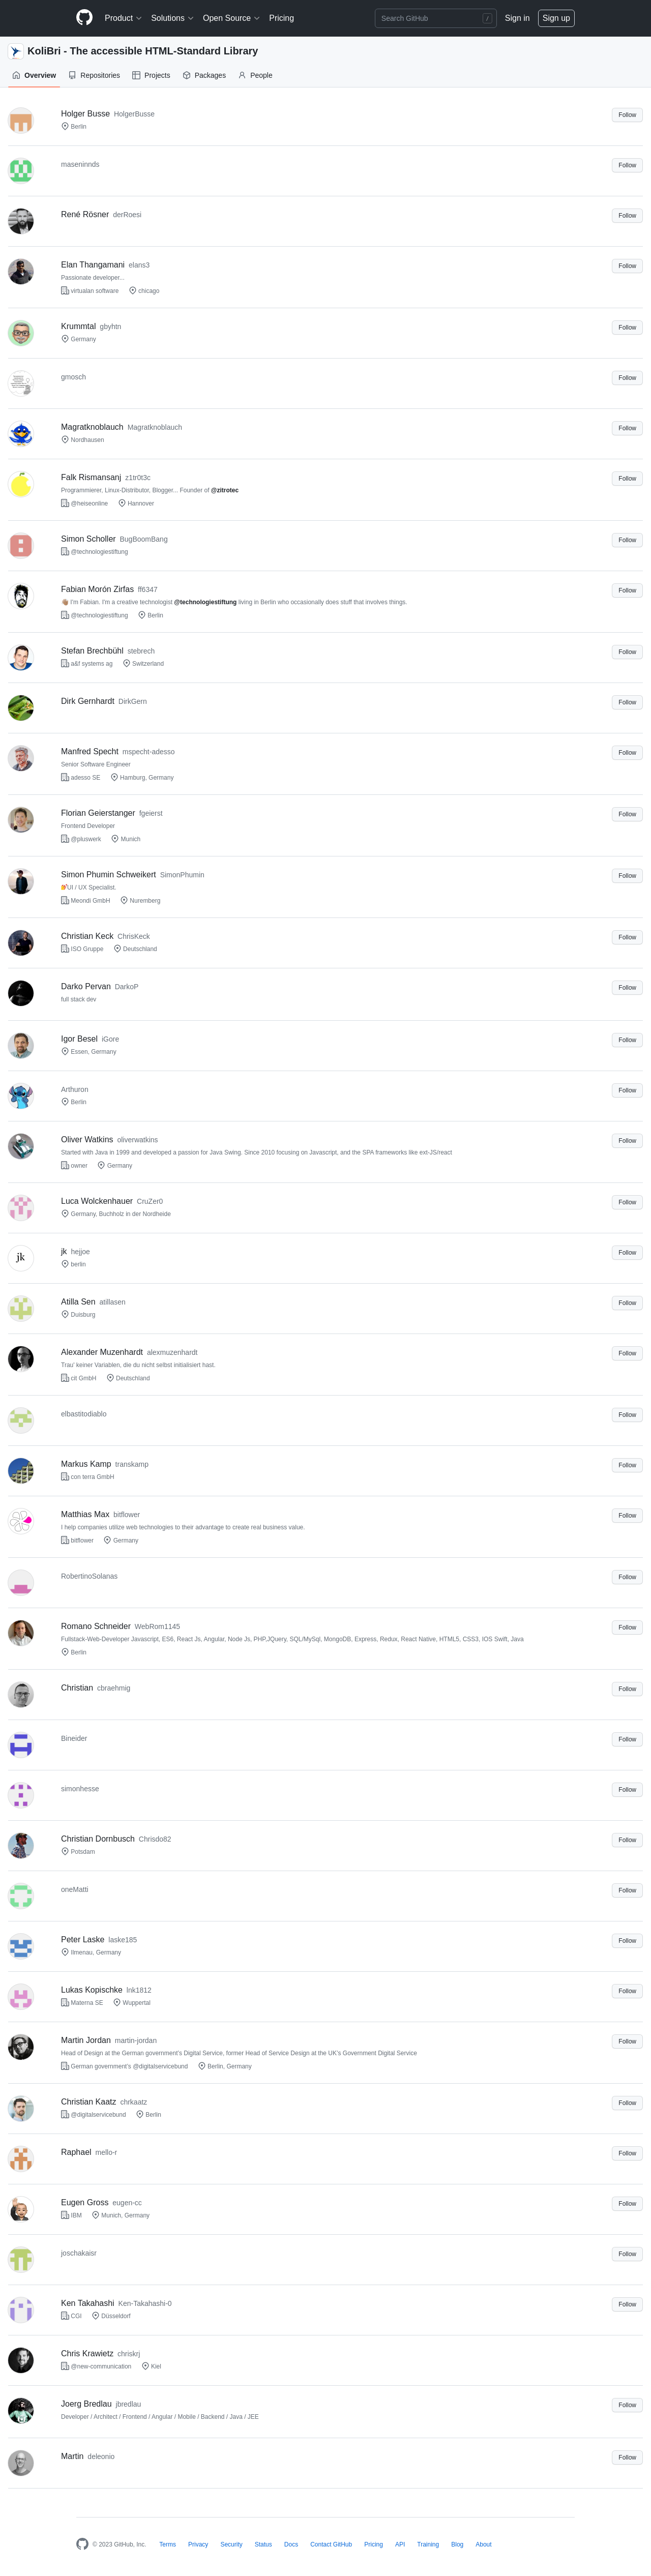 Product Solutions Open Source Pricing Search GitHub / Sign in Sign up
KoliBri - The accessible HTML-Standard Library
Overview Repositories Projects Packages People
Holger Busse HolgerBusse Follow
Berlin
maseninnds Follow
René Rösner derRoesi Follow
Elan Thangamani elans3 Follow
Passionate developer...
virtualan software chicago
Krummtal gbyhtn Follow
Germany
gmosch Follow
Magratknoblauch Magratknoblauch Follow
Nordhausen
Falk Rismansanj z1tr0t3c Follow
Programmierer, Linux-Distributor, Blogger... Founder of @zitrotec
@heiseonline Hannover
Simon Scholler BugBoomBang Follow
@technologiestiftung
Fabian Morón Zirfas ff6347 Follow
I'm Fabian. I'm a creative technologist @technologiestiftung living in Berlin who occasionally does stuff that involves things.
@technologiestiftung Berlin
Stefan Brechbühl stebrech Follow
a&f systems ag Switzerland
Dirk Gernhardt DirkGern Follow
Manfred Specht mspecht-adesso Follow
Senior Software Engineer
adesso SE Hamburg, Germany
Florian Geierstanger fgeierst Follow
Frontend Developer
@pluswerk Munich
Simon Phumin Schweikert SimonPhumin Follow
UI / UX Specialist.
Meondi GmbH Nuremberg
Christian Keck ChrisKeck Follow
ISO Gruppe Deutschland
Darko Pervan DarkoP Follow
full stack dev
Igor Besel iGore Follow
Essen, Germany
Arthuron Follow
Berlin
Oliver Watkins oliverwatkins Follow
Started with Java in 1999 and developed a passion for Java Swing. Since 2010 focusing on Javascript, and the SPA frameworks like ext-JS/react
owner Germany
Luca Wolckenhauer CruZer0 Follow
Germany, Buchholz in der Nordheide
jk jk hejjoe Follow
berlin
Atilla Sen atillasen Follow
Duisburg
Alexander Muzenhardt alexmuzenhardt Follow
Trau' keiner Variablen, die du nicht selbst initialisiert hast.
cit GmbH Deutschland
elbastitodiablo Follow
Markus Kamp transkamp Follow
con terra GmbH
Matthias Max bitflower Follow
I help companies utilize web technologies to their advantage to create real business value.
bitflower Germany
RobertinoSolanas Follow
Romano Schneider WebRom1145 Follow
Fullstack-Web-Developer Javascript, ES6, React Js, Angular, Node Js, PHP,JQuery, SQL/MySql, MongoDB, Express, Redux, React Native, HTML5, CSS3, IOS Swift, Java
Berlin
Christian cbraehmig Follow
Bineider Follow
simonhesse Follow
Christian Dornbusch Chrisdo82 Follow
Potsdam
oneMatti Follow
Peter Laske laske185 Follow
Ilmenau, Germany
Lukas Kopischke lnk1812 Follow
Materna SE Wuppertal
Martin Jordan martin-jordan Follow
Head of Design at the German government's Digital Service, former Head of Service Design at the UK's Government Digital Service
German government's @digitalservicebund Berlin, Germany
Christian Kaatz chrkaatz Follow
@digitalservicebund Berlin
Raphael mello-r Follow
Eugen Gross eugen-cc Follow
IBM Munich, Germany
joschakaisr Follow
Ken Takahashi Ken-Takahashi-0 Follow
CGI Düsseldorf
Chris Krawietz chriskrj Follow
@new-communication Kiel
Joerg Bredlau jbredlau Follow
Developer / Architect / Frontend / Angular / Mobile / Backend / Java / JEE
Martin deleonio Follow
© 2023 GitHub, Inc. Terms Privacy Security Status Docs Contact GitHub Pricing API Training Blog About